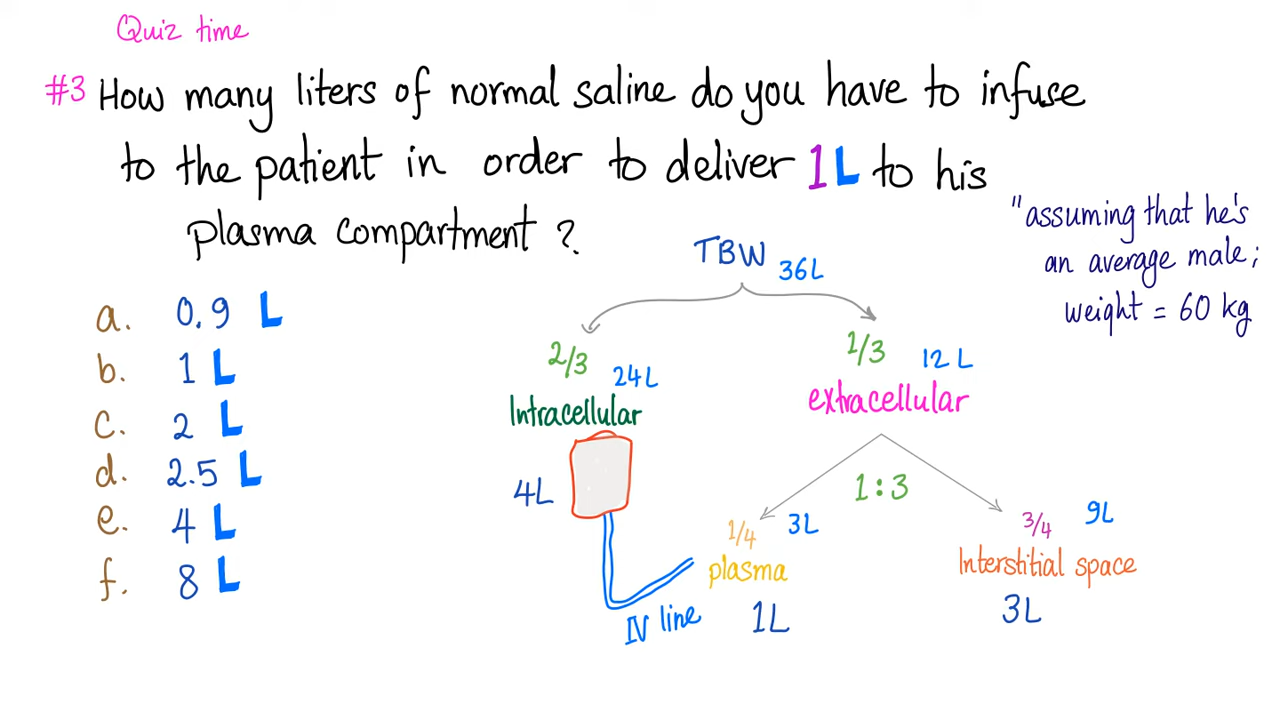 Quiz time
#3 How many liters of normal saline do you have to infuse
to the patient in order to deliver 1L to his
plasma compartment ?
"assuming that he's
an average male;
weight = 60 kg
a. 0.9 L
b. 1 L
c. 2 L
d. 2.5 L
e. 4 L
f. 8 L
TBW 36L
2/3 24L
Intracellular
1/3 12 L
extracellular
4L
1:3
1/4 3L
plasma
1L
3/4 9L
Interstitial space
3L
IV line